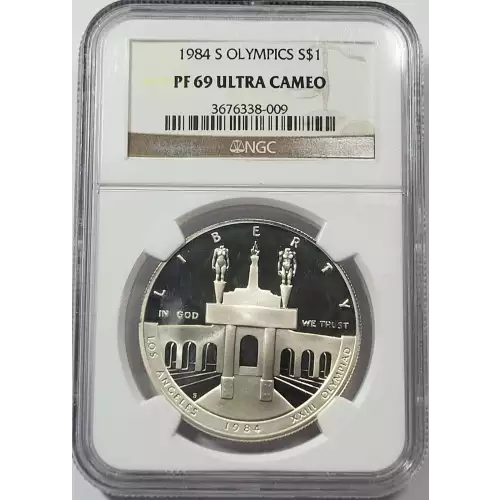 1984 S OLYMPICS S$1
PF 69 ULTRA CAMEO
3676338-009
NGC
LIBERTY
IN GOD WE TRUST
S
LOS ANGELES 1984 XXIII OLYMPIAD